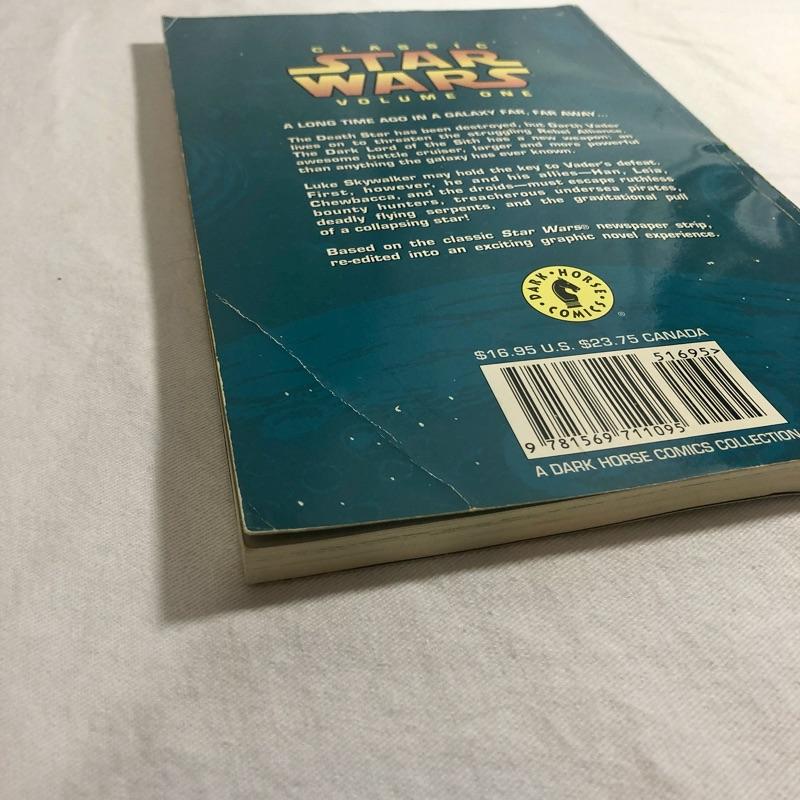 CLASSIC
STAR
WARS
VOLUME ONE
A LONG TIME AGO IN A GALAXY FAR, FAR AWAY...
The Death Star has been destroyed, but Darth Vader
lives on to threaten the struggling Rebel Alliance.
The Dark Lord of the Sith has a new weapon: an
awesome battle cruiser, larger and more powerful
than anything the galaxy has ever known.
Luke Skywalker may hold the key to Vader's defeat.
First, however, he and his allies—Han, Leia,
Chewbacca, and the droids—must escape ruthless
bounty hunters, treacherous undersea pirates,
deadly flying serpents, and the gravitational pull
of a collapsing star!
Based on the classic Star Wars® newspaper strip,
re-edited into an exciting graphic novel experience.
DARK HORSE COMICS
®
$16.95 U.S. $23.75 CANADA
51695>
9 781569 711095
A DARK HORSE COMICS COLLECTION